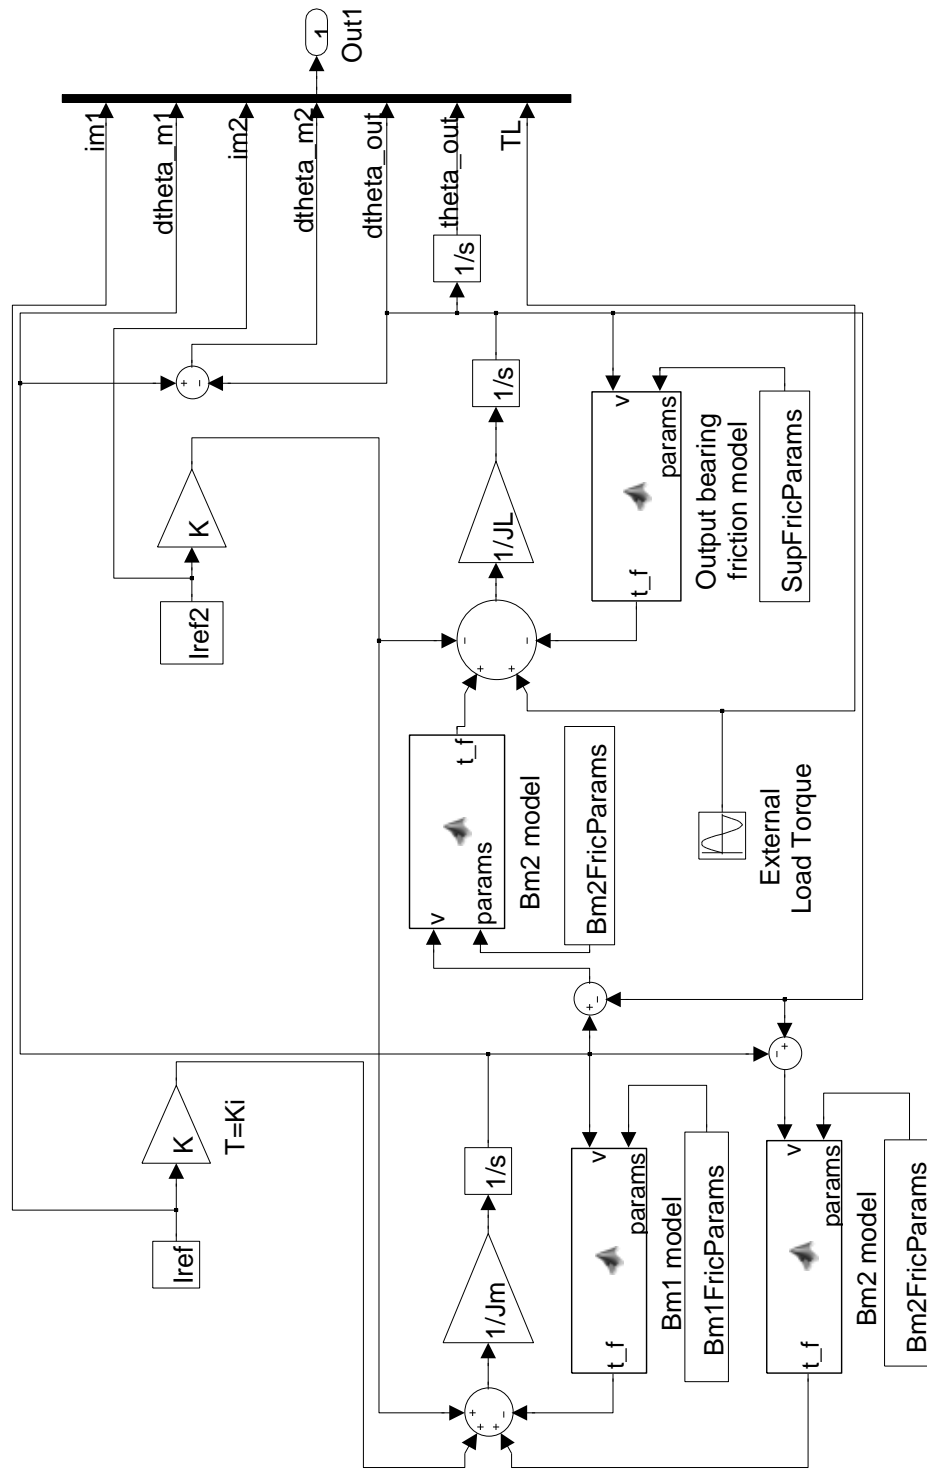 1
Out1
im1
dtheta_m1
im2
dtheta_m2
dtheta_out
theta_out
TL
1/s
1/s
K
Iref2
1/JL
v
params
t_f
Output bearing
friction model
SupFricParams
t_f
v
params
Bm2 model
Bm2FricParams
External
Load Torque
K
T=Ki
Iref
1/s
1/Jm
v
params
t_f
Bm1 model
Bm1FricParams
v
params
t_f
Bm2 model
Bm2FricParams